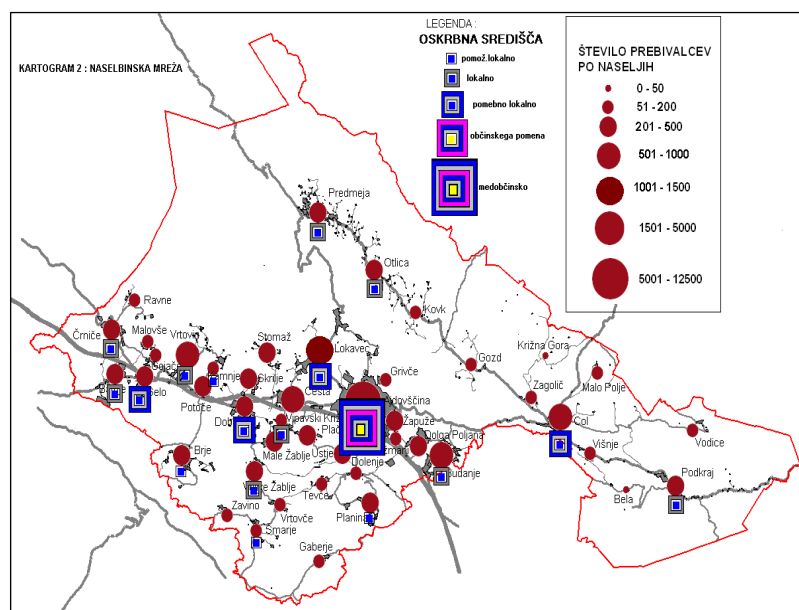 KARTOGRAM 2 : NASELBINSKA MREŽA
LEGENDA :
OSKRBNA SREDIŠČA
pomož.lokalno
lokalno
pomebno lokalno
občinskega pomena
medobčinsko
ŠTEVILO PREBIVALCEV
PO NASELJIH
0 - 50
51 - 200
201 - 500
501 - 1000
1001 - 1500
1501 - 5000
5001 - 12500
Predmeja
Otlica
Kovk
Ravne
Črniče
Malovše
Vrtovin
Stomaž
Lokavec
Grivče
Gozd
Križna Gora
Malo Polje
Zagolič
Skrilje
Cesta
Selo
Potoče
Col
Vodice
Višnje
Dolga Poljana
Budanje
Male Žable
Ustje
Dolenje
Brje
Bela
Podkraj
Tevče
Planina
Zavino
Vrtovče
Smarje
Gaberje